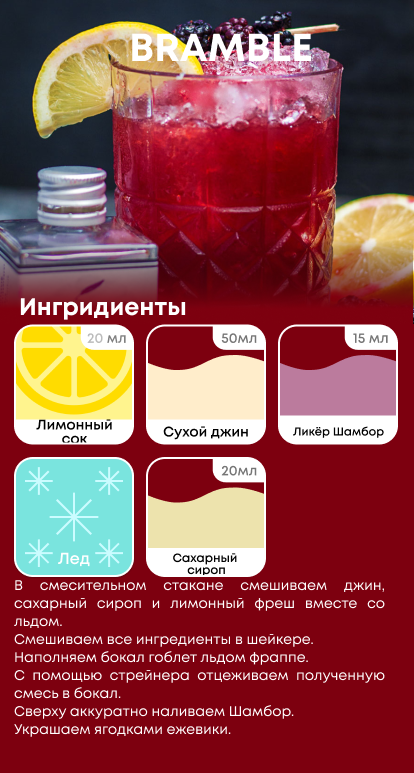 BRAMBLE
Ингридиенты
20 мл
Лимонный
сок
50мл
Сухой джин
15 мл
Ликёр Шамбор
Лед
20мл
Сахарный
сироп
В смесительном стакане смешиваем джин,
сахарный сироп и лимонный фреш вместе со
льдом.
Смешиваем все ингредиенты в шейкере.
Наполняем бокал гоблет льдом фраппе.
С помощью стрейнера отцеживаем полученную
смесь в бокал.
Сверху аккуратно наливаем Шамбор.
Украшаем ягодками ежевики.